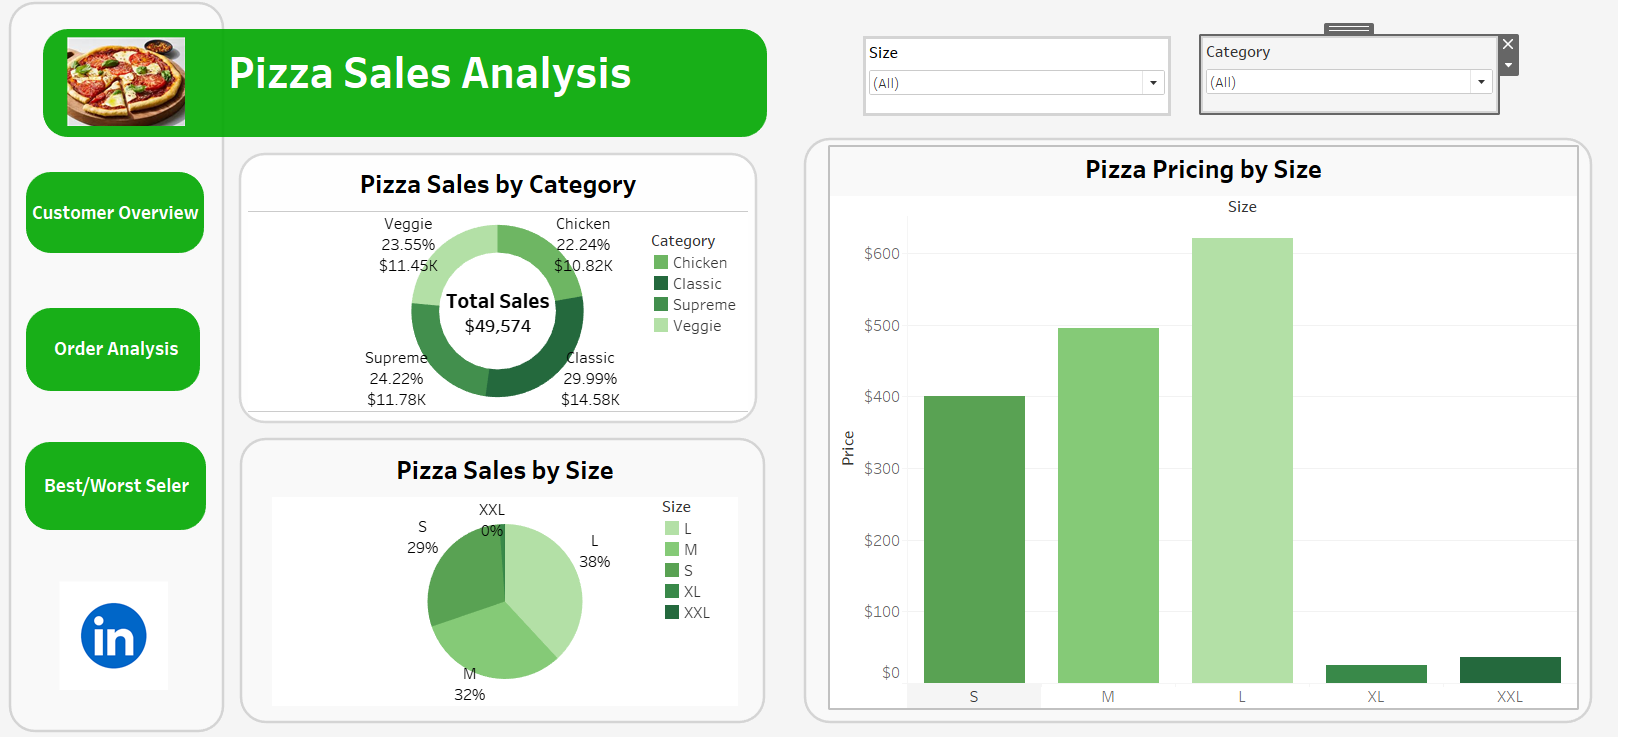 Pizza Sales Analysis
Size
(All)
Category
(All)
Customer Overview
Order Analysis
Best/Worst Seler
in
Pizza Sales by Category
Veggie
23.55%
$11.45K
Chicken
22.24%
$10.82K
Total Sales
$49,574
Supreme
24.22%
$11.78K
Classic
29.99%
$14.58K
Category
Chicken
Classic
Supreme
Veggie
Pizza Sales by Size
XXL
0%
S
29%
L
38%
M
32%
Size
L
M
S
XL
XXL
Pizza Pricing by Size
Size
Price
$600
$500
$400
$300
$200
$100
$0
S
M
L
XL
XXL